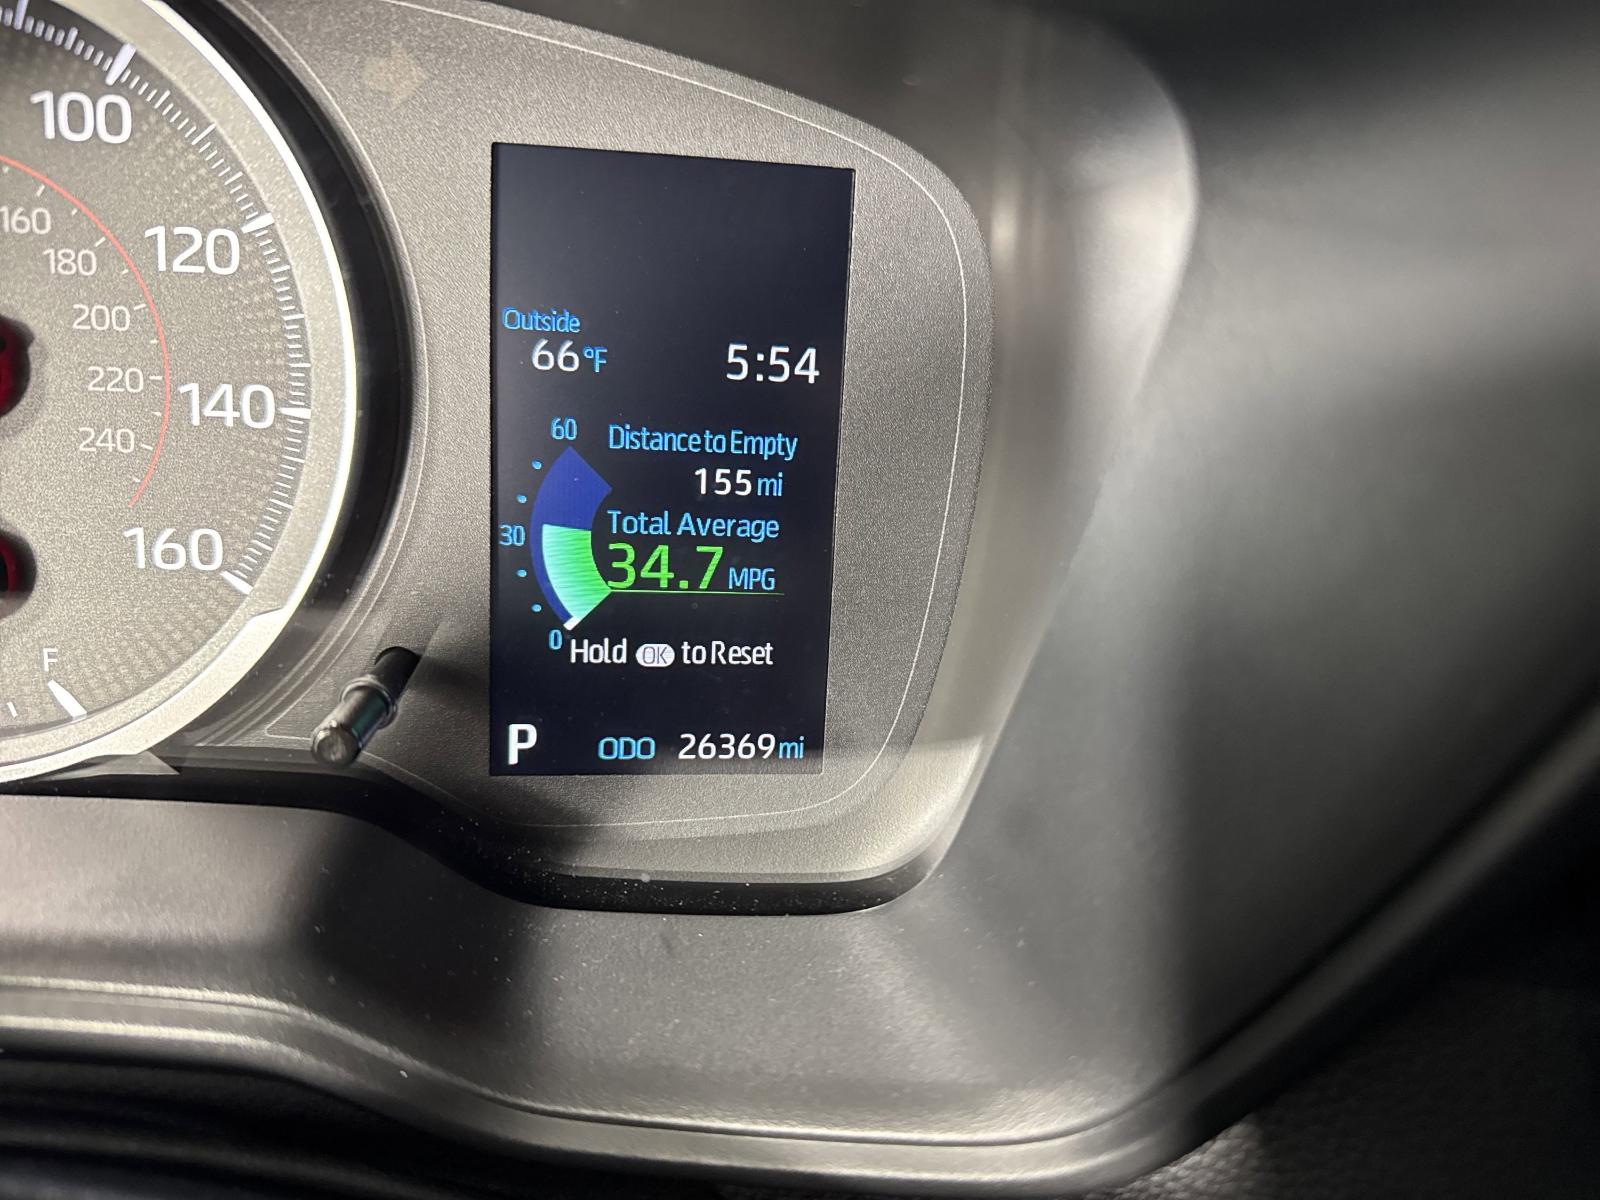 100
120
140
160
160
180
200
220
240
F
Outside
66°F
5:54
60
Distance to Empty
155 mi
Total Average
30
34.7 MPG
0
Hold OK to Reset
P
ODO 26369 mi